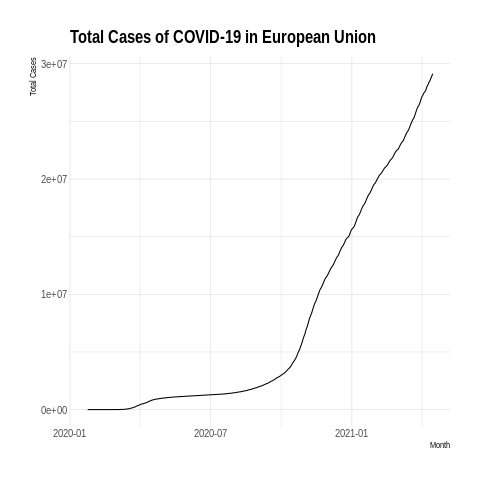 Total Cases of COVID-19 in European Union
Total Cases
3e+07
2e+07
1e+07
0e+00
2020-01 2020-07 2021-01
Month